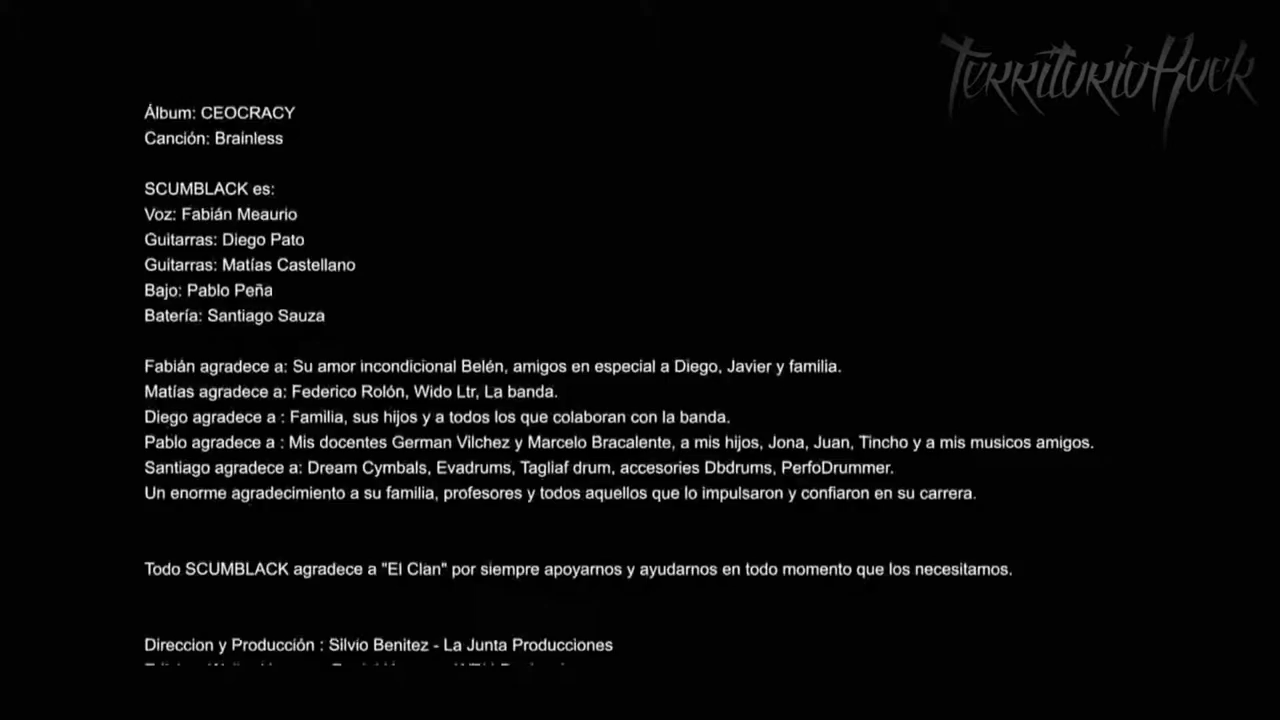 TerritorioRock
Álbum: CEOCRACY
Canción: Brainless
SCUMBLACK es:
Voz: Fabián Meaurio
Guitarras: Diego Pato
Guitarras: Matías Castellano
Bajo: Pablo Peña
Batería: Santiago Sauza
Fabián agradece a: Su amor incondicional Belén, amigos en especial a Diego, Javier y familia.
Matías agradece a: Federico Rolón, Wido Ltr, La banda.
Diego agradece a : Familia, sus hijos y a todos los que colaboran con la banda.
Pablo agradece a : Mis docentes German Vilchez y Marcelo Bracalente, a mis hijos, Jona, Juan, Tincho y a mis musicos amigos.
Santiago agradece a: Dream Cymbals, Evadrums, Tagliaf drum, accesories Dbdrums, PerfoDrummer.
Un enorme agradecimiento a su familia, profesores y todos aquellos que lo impulsaron y confiaron en su carrera.
Todo SCUMBLACK agradece a "El Clan" por siempre apoyarnos y ayudarnos en todo momento que los necesitamos.
Direccion y Producción : Silvio Benitez - La Junta Producciones